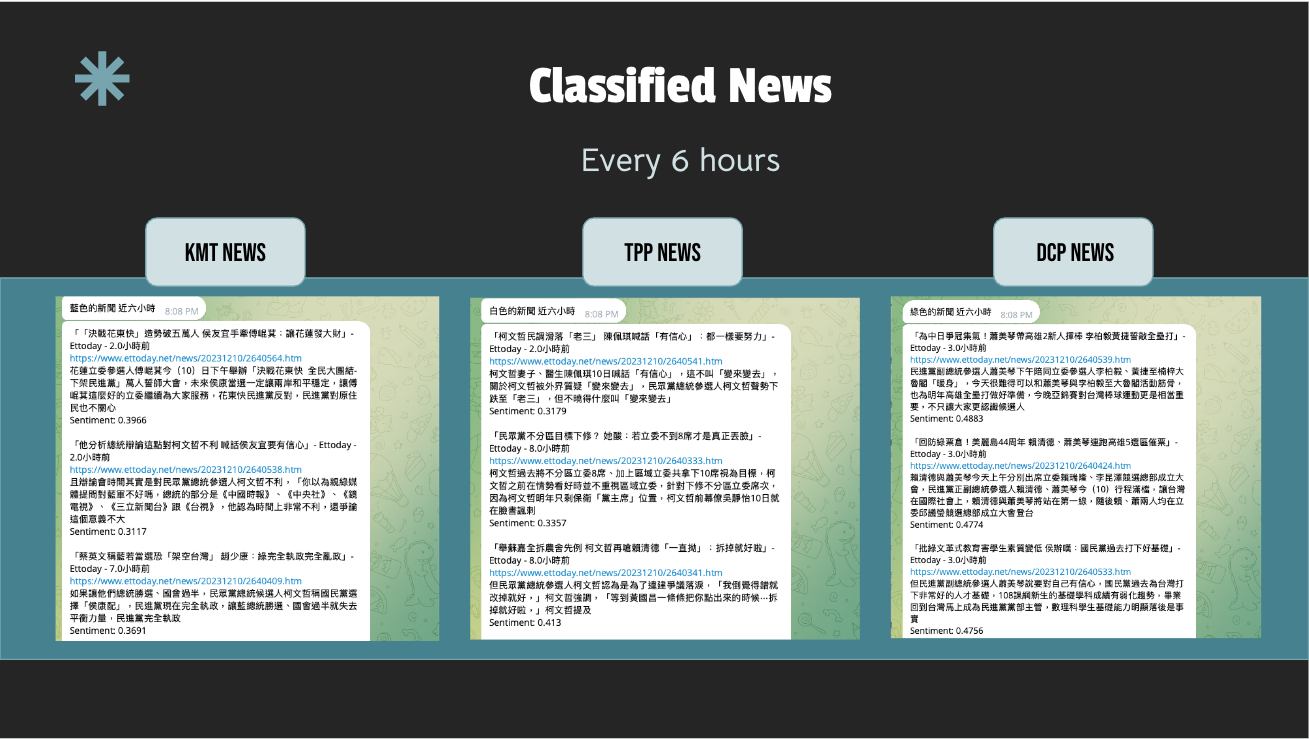 Classified News
Every 6 hours
KMT NEWS
藍色的新聞 近六小時 8:08 PM
「「決戰花東快」造勢破五萬人 侯友宜手牽傅崐萁：讓花蓮發大財」-
Ettoday - 2.0小時前
https://www.ettoday.net/news/20231210/2640564.htm
花蓮立委參選人傅崐萁今（10）日下午舉辦「決戰花東快 全民大團結-
下架民進黨」萬人誓師大會，未來侯康當選一定讓兩岸和平穩定，讓傅
崐萁這麼好的立委繼續為大家服務，花東快民進黨反對，民進黨對原住
民也不關心
Sentiment: 0.3966
「他分析總統辯論這點對柯文哲不利 喊話侯友宜要有信心」- Ettoday -
2.0小時前
https://www.ettoday.net/news/20231210/2640538.htm
且辯論會時間其實是對民眾黨總統參選人柯文哲不利，「你以為親綠媒
體提問對藍軍不好嗎，總統的部分是《中國時報》、《中央社》、《鏡
電視》、《三立新聞台》跟《台視》，他認為時間上非常不利，還爭論
這個意義不大
Sentiment: 0.3117
「蔡英文稱藍若當選恐「架空台灣」 胡少康：綠完全執政完全亂政」-
Ettoday - 7.0小時前
https://www.ettoday.net/news/20231210/2640409.htm
如果讓他們總統勝選、國會過半，民眾黨總統候選人柯文哲稱國民黨選
擇「侯康配」，民進黨現在完全執政，讓藍總統勝選、國會過半就失去
平衡力量，民進黨完全執政
Sentiment: 0.3691
TPP NEWS
白色的新聞 近六小時 8:08 PM
「柯文哲民調滑落「老三」 陳佩琪喊話「有信心」：都一樣要努力」-
Ettoday - 2.0小時前
https://www.ettoday.net/news/20231210/2640541.htm
柯文哲妻子、醫生陳佩琪10日喊話「有信心」，這不叫「變來變去」，
關於柯文哲被外界質疑「變來變去」，民眾黨總統參選人柯文哲聲勢下
跌至「老三」，但不曉得什麼叫「變來變去」
Sentiment: 0.3179
「民眾黨不分區目標下修？ 她酸：若立委不到8席才是真正丟臉」-
Ettoday - 8.0小時前
https://www.ettoday.net/news/20231210/2640333.htm
柯文哲過去將不分區立委8席、加上區域立委共拿下10席視為目標，柯
文哲之前在情勢看好時並不重視區域立委，針對下修不分區立委席次，
因為柯文哲明年只剩保衛「黨主席」位置，柯文哲前幕僚吳靜怡10日就
在臉書諷刺
Sentiment: 0.3357
「舉蘇嘉全拆農舍先例 柯文哲再嗆賴清德「一直拗」：拆掉就好啦」-
Ettoday - 8.0小時前
https://www.ettoday.net/news/20231210/2640341.htm
但民眾黨總統參選人柯文哲認為是為了違建爭議落淚，「我倒覺得錯就
改掉就好，」柯文哲強調，「等到黃國昌一條條把你點出來的時候…拆
掉就好啦，」柯文哲提及
Sentiment: 0.413
DCP NEWS
綠色的新聞 近六小時 8:08 PM
「為中日爭冠集氣！蕭美琴帶高雄2新人揮棒 李柏毅黃捷誓敲全壘打」-
Ettoday - 3.0小時前
https://www.ettoday.net/news/20231210/2640539.htm
民進黨副總統參選人蕭美琴下午陪同立委參選人李柏毅、黃捷至楠梓大
魯閣「暖身」，今天很難得可以和蕭美琴與李柏毅至大魯閣活動筋骨，
也為明年高雄全壘打做好準備，今晚亞錦賽對台灣棒球運動更是相當重
要，不只讓大家更認識候選人
Sentiment: 0.4883
「回防綠票倉！美麗島44周年 賴清德、蕭美琴連跑高雄5選區催票」-
Ettoday - 3.0小時前
https://www.ettoday.net/news/20231210/2640424.htm
賴清德與蕭美琴今天上午分別出席立委賴瑞隆、李昆澤競選總部成立大
會，民進黨正副總統參選人賴清德、蕭美琴今（10）行程滿檔，讓台灣
在國際社會上，賴清德與蕭美琴將站在第一線，隨後賴、蕭兩人均在立
委邱議瑩競選總部成立大會登台
Sentiment: 0.4774
「批綠文革式教育害學生素質變低 侯辦嘆：國民黨過去打下好基礎」-
Ettoday - 3.0小時前
https://www.ettoday.net/news/20231210/2640533.htm
但民進黨副總統參選人蕭美琴說要對自己有信心，國民黨過去為台灣打
下非常好的人才基礎，108課綱新生的基礎學科成績有弱化趨勢，畢業
回到台灣馬上成為民進黨黨部主管，數理科學生基礎能力明顯落後是事
實
Sentiment: 0.4756